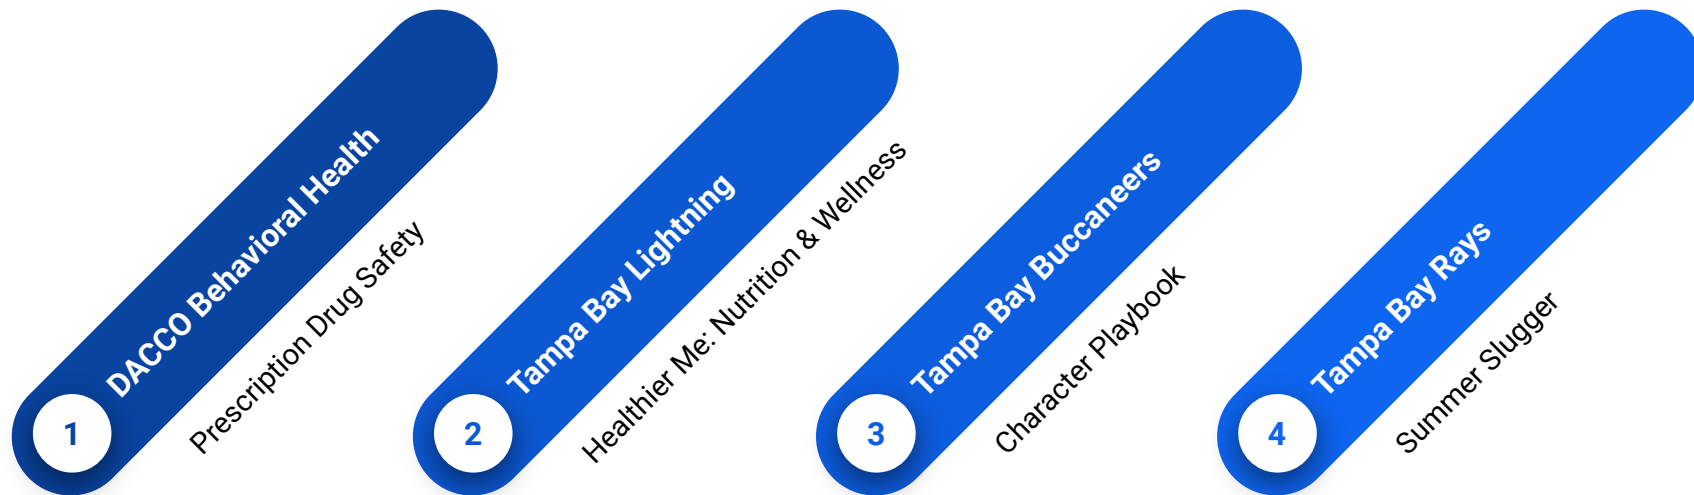 1
DACCO Behavioral Health
Prescription Drug Safety
2
Tampa Bay Lightning
Healthier Me: Nutrition & Wellness
3
Tampa Bay Buccaneers
Character Playbook
4
Tampa Bay Rays
Summer Slugger